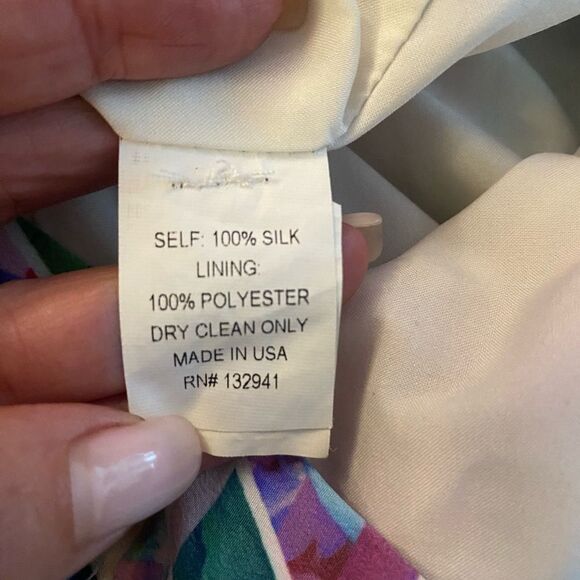 SELF: 100% SILK
LINING:
100% POLYESTER
DRY CLEAN ONLY
MADE IN USA
RN# 132941